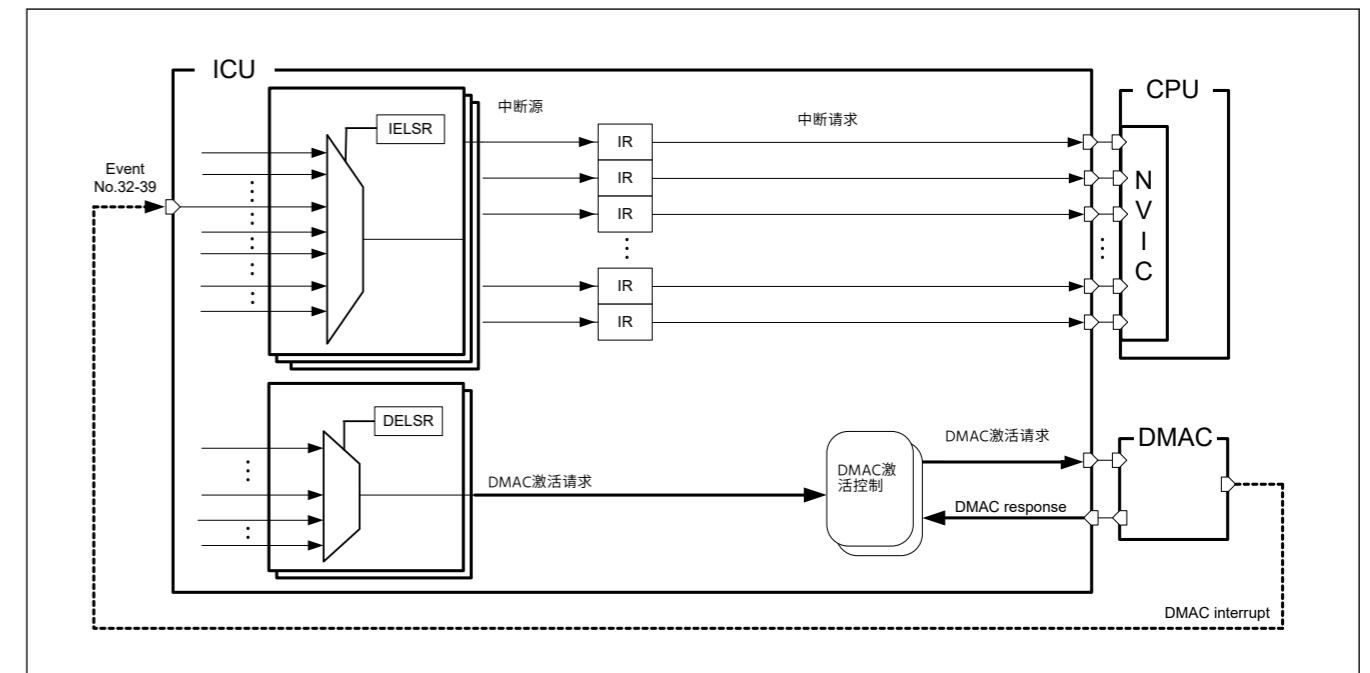 ICU
CPU
中断源
中断请求
IELSR
IR
IR
IR
IR
IR
Event
No.32-39
N
V
I
C
DELSR
DMAC激活请求
DMAC激
活控制
DMAC激活请求
DMAC response
DMAC
DMAC interrupt